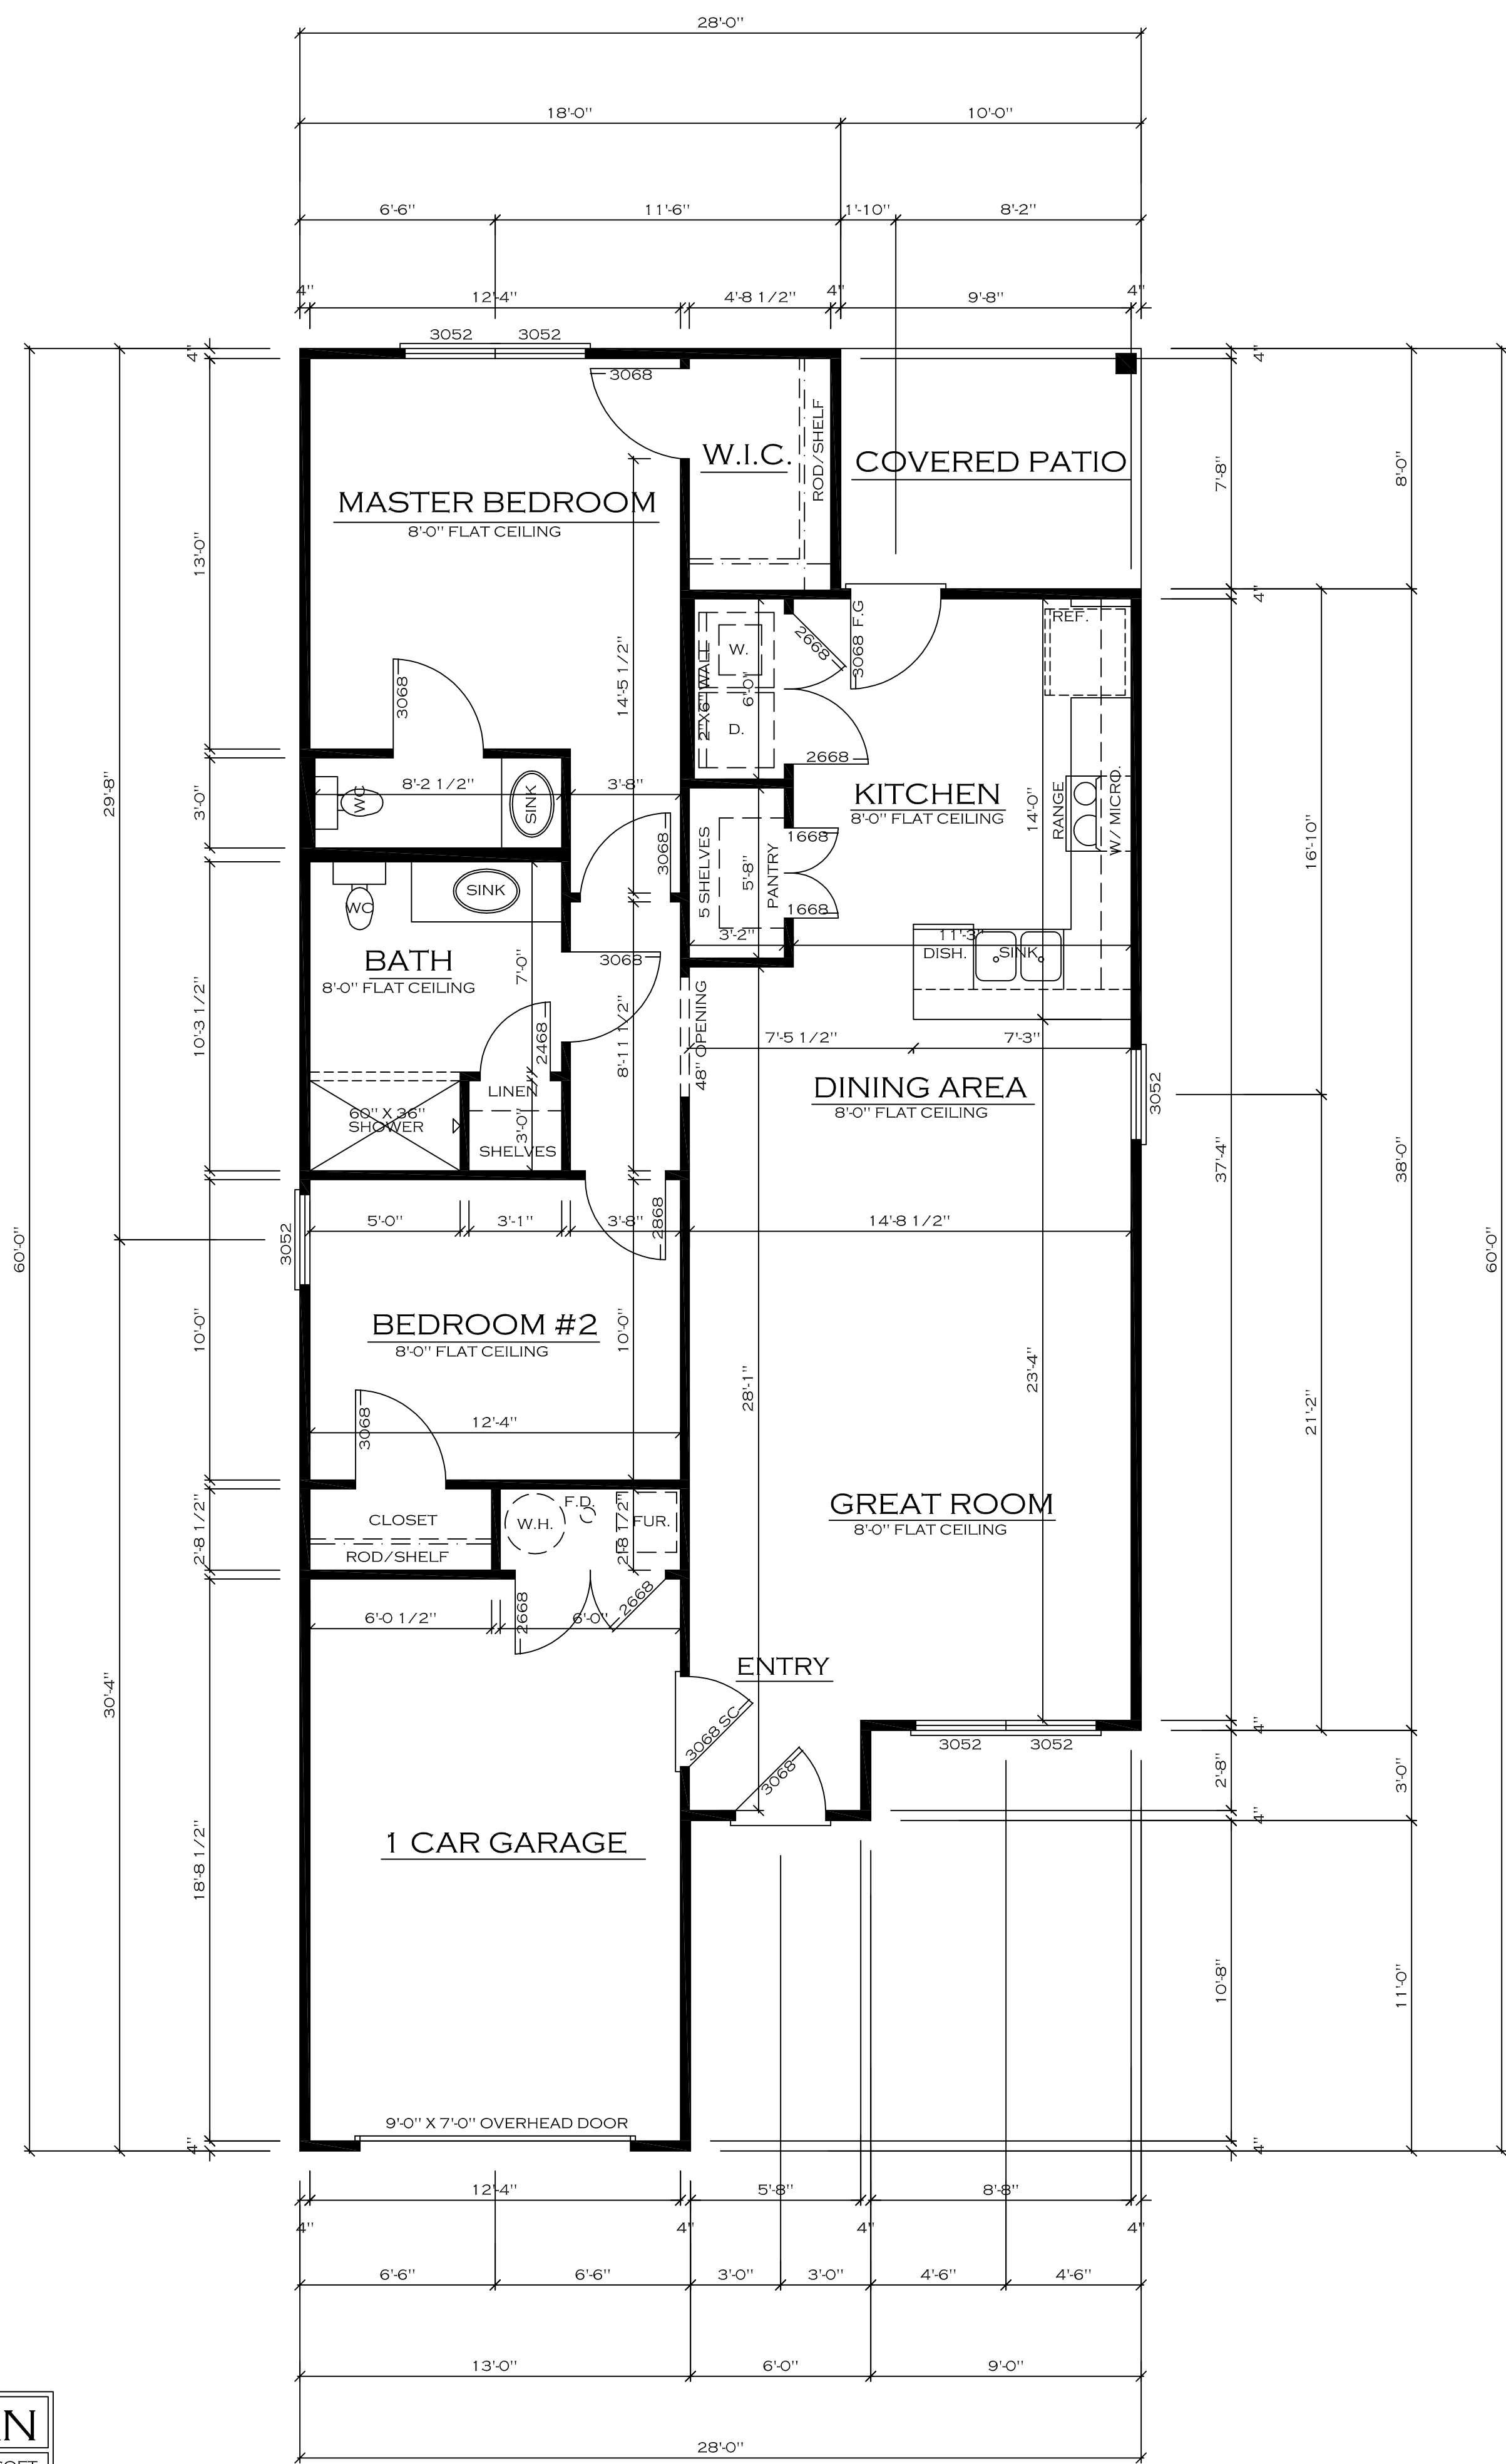 28'-0"
18'-0" 10'-0"
6'-6" 11'-6" 1'-10" 8'-2"
4" 12'-4" 4'-8 1/2" 4" 9'-8" 4"
3052 3052
4" 4"
3068
W.I.C.
ROD/SHELF
COVERED PATIO
7'-8"
8'-0"
MASTER BEDROOM
8'-0" FLAT CEILING
13'-0"
4"
3068 F.G
2668
REF.
W.
2"X6" WALL
6'-0"
14'-5 1/2"
3068
D.
2668
29'-8"
3'-0"
WC
8'-2 1/2"
SINK
3'-8"
KITCHEN
8'-0" FLAT CEILING
14'-0"
RANGE
W/ MICRO.
16'-10"
3068
5 SHELVES
5'-8"
PANTRY
1668
1668
WC
SINK
3'-2" 11'-3"
DISH. SINK
BATH
8'-0" FLAT CEILING
7'-0"
3068
10'-3 1/2"
8'-11 1/2"
48" OPENING
2468
7'-5 1/2" 7'-3"
DINING AREA
8'-0" FLAT CEILING
3052
LINEN
3'-0"
SHELVES
60" X 36"
SHOWER
37'-4"
38'-0"
60'-0"
60'-0"
3052
5'-0" 3'-1" 3'-8"
2868
14'-8 1/2"
BEDROOM #2
8'-0" FLAT CEILING
10'-0"
10'-0"
28'-1"
23'-4"
21'-2"
3068
12'-4"
2'-8 1/2"
CLOSET
ROD/SHELF
W.H.
F.D.
2'-8 1/2"
FUR.
GREAT ROOM
8'-0" FLAT CEILING
6'-0 1/2" 6'-0"
2668
2668
30'-4"
ENTRY
3068 SC
3068
3052 3052
4"
2'-8"
3'-0"
4"
1 CAR GARAGE
18'-8 1/2"
10'-8"
11'-0"
9'-0" X 7'-0" OVERHEAD DOOR
4" 4"
12'-4" 5'-8" 8'-8"
4" 4" 4" 4"
6'-6" 6'-6" 3'-0" 3'-0" 4'-6" 4'-6"
13'-0" 6'-0" 9'-0"
28'-0"